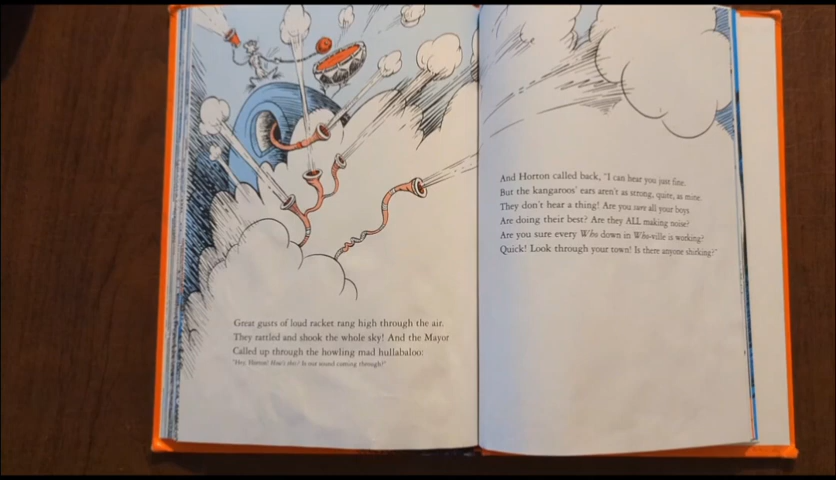 Great gusts of loud racket rang high through the air.
They rattled and shook the whole sky! And the Mayor
Called up through the howling mad hullabaloo:
"Hey, Horton! How's this? Is our sound coming through?"
And Horton called back, "I can hear you just fine.
But the kangaroos' ears aren't as strong, quite, as mine.
They don't hear a thing! Are you sure all your boys
Are doing their best? Are they ALL making noise?
Are you sure every Who down in Who-ville is working?
Quick! Look through your town! Is there anyone shirking?"